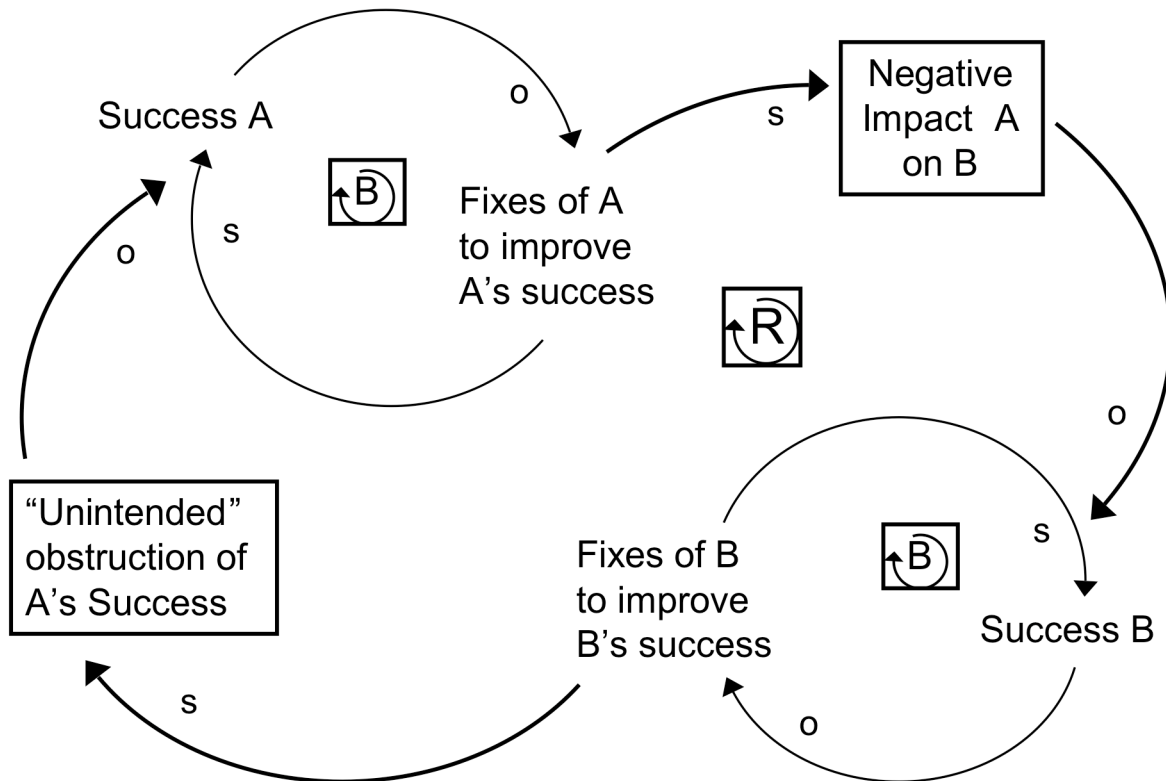 Success A
o
s
B
s
Fixes of A
to improve
A’s success
Negative
Impact A
on B
o
R
o
“Unintended”
obstruction of
A’s Success
Fixes of B
to improve
B’s success
s
B
Success B
s
o